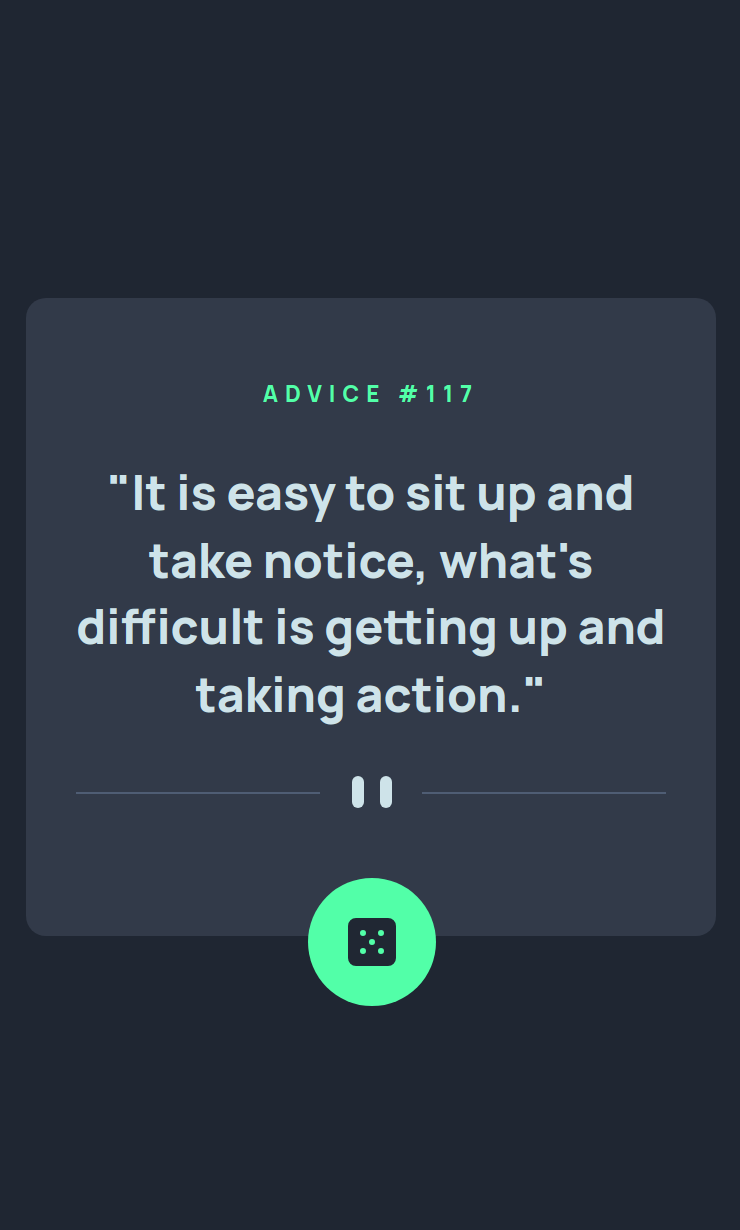 ADVICE #117
"It is easy to sit up and
take notice, what's
difficult is getting up and
taking action."